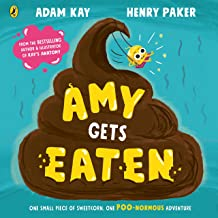 ADAM KAY
HENRY PAKER
FROM THE BESTSELLING
AUTHOR & ILLUSTRATOR
OF KAY'S ANATOMY
AMY
GETS
EATEN
ONE SMALL PIECE OF SWEETCORN. ONE POO-NORMOUS ADVENTURE